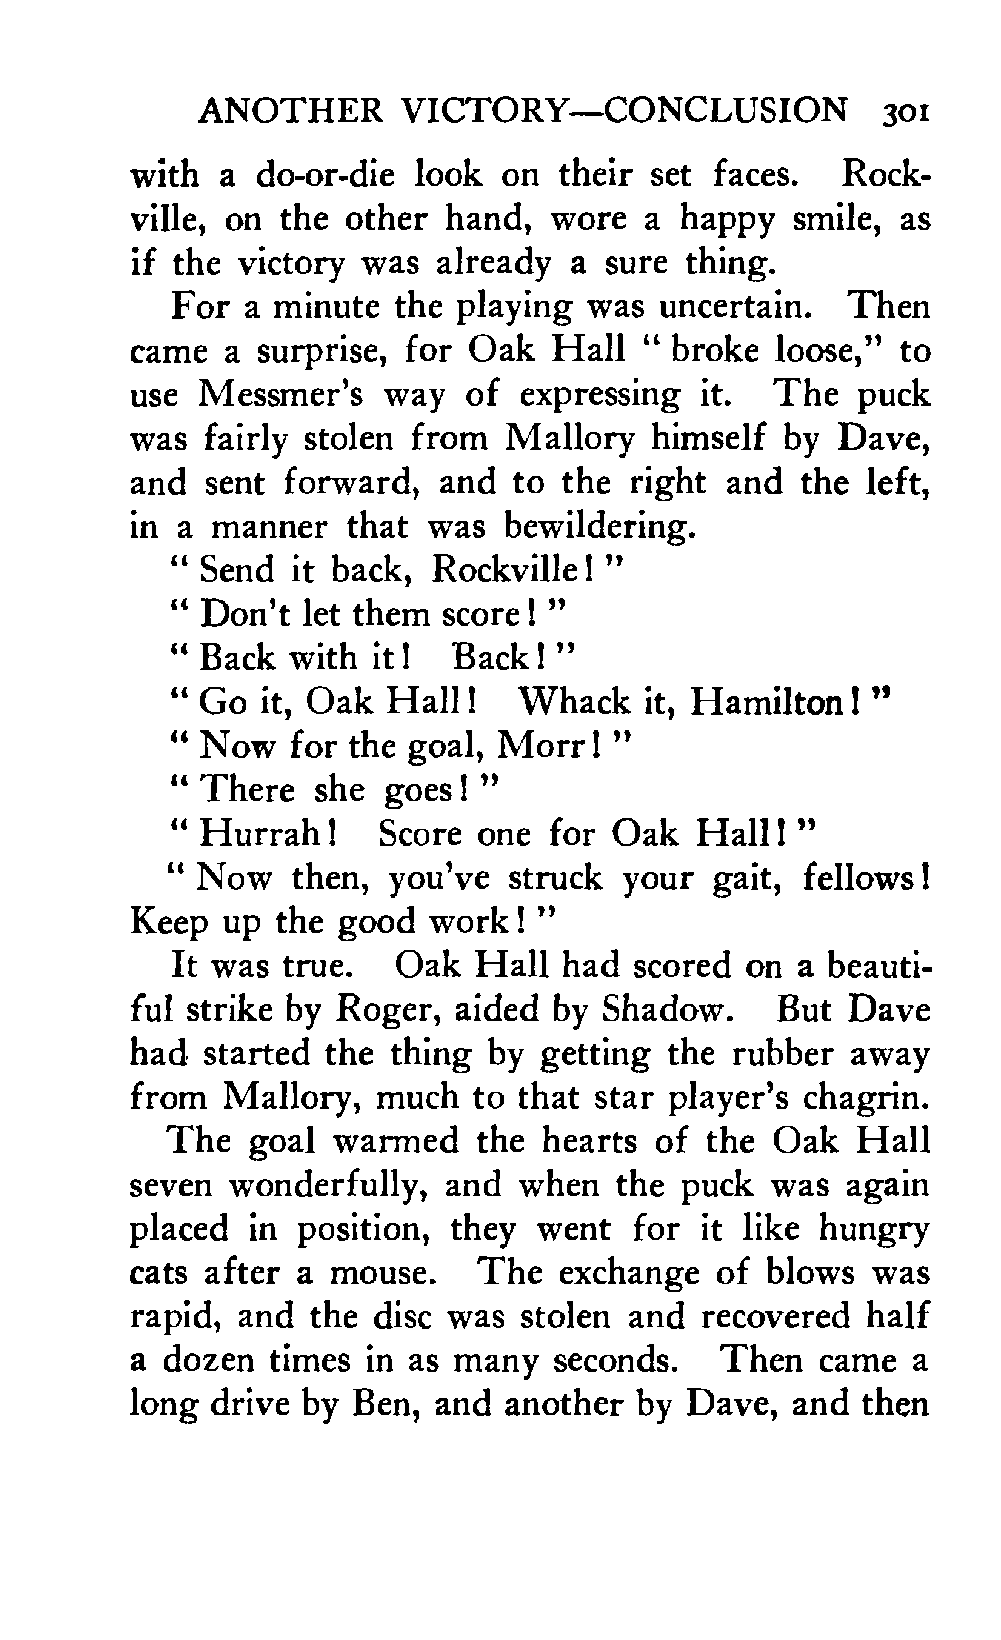 ANOTHER VICTORY—CONCLUSION 301
with a do-or-die look on their set faces. Rock-
ville, on the other hand, wore a happy smile, as
if the victory was already a sure thing.
For a minute the playing was uncertain. Then
came a surprise, for Oak Hall “ broke loose,” to
use Messmer’s way of expressing it. The puck
was fairly stolen from Mallory himself by Dave,
and sent forward, and to the right and the left,
in a manner that was bewildering.
“ Send it back, Rockville! ”
“ Don’t let them score! ”
“ Back with it! Back! ”
“ Go it, Oak Hall! Whack it, Hamilton! ”
“ Now for the goal, Morr! ”
“ There she goes! ”
“ Hurrah! Score one for Oak Hall! ”
“ Now then, you’ve struck your gait, fellows!
Keep up the good work! ”
It was true. Oak Hall had scored on a beauti-
ful strike by Roger, aided by Shadow. But Dave
had started the thing by getting the rubber away
from Mallory, much to that star player’s chagrin.
The goal warmed the hearts of the Oak Hall
seven wonderfully, and when the puck was again
placed in position, they went for it like hungry
cats after a mouse. The exchange of blows was
rapid, and the disc was stolen and recovered half
a dozen times in as many seconds. Then came a
long drive by Ben, and another by Dave, and then